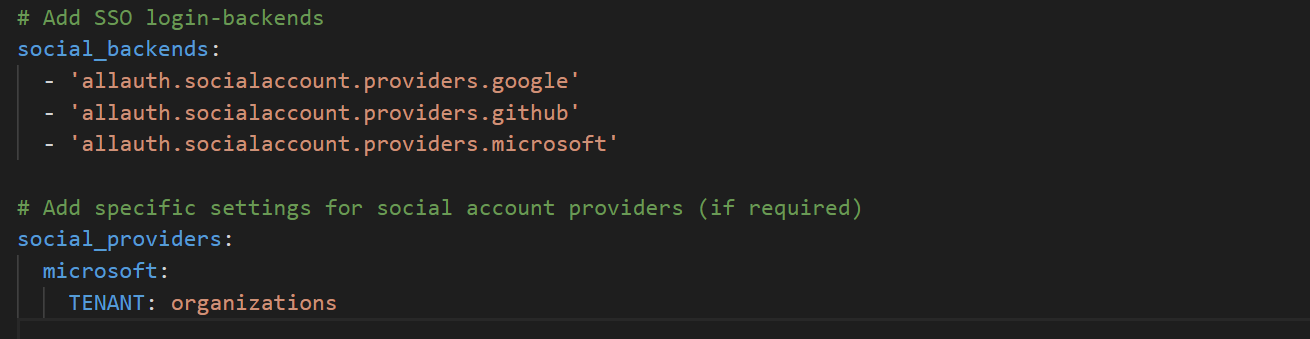 # Add SSO login-backends
social_backends:
- 'allauth.socialaccount.providers.google'
- 'allauth.socialaccount.providers.github'
- 'allauth.socialaccount.providers.microsoft'
# Add specific settings for social account providers (if required)
social_providers:
microsoft:
TENANT: organizations